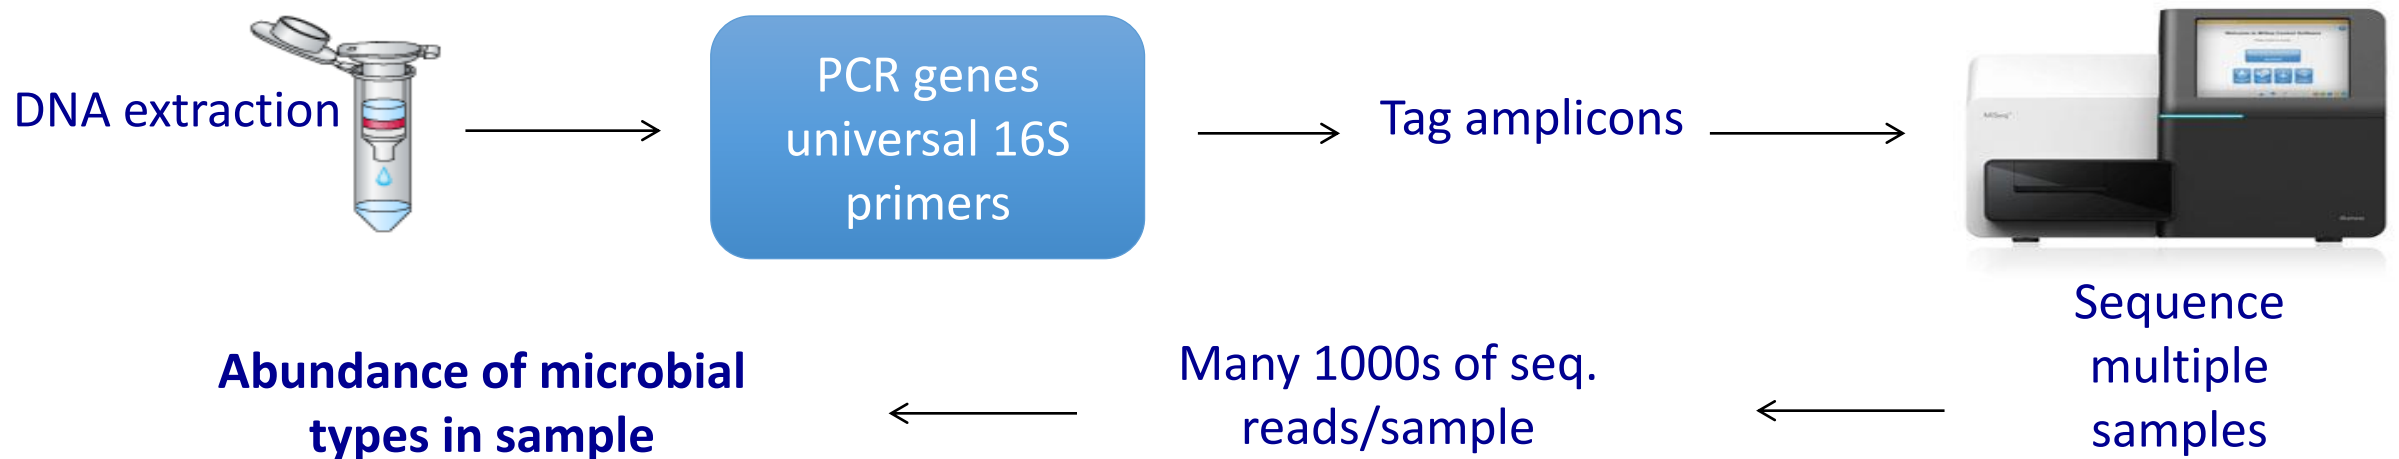 DNA extraction
PCR genes
universal 16S
primers
Tag amplicons
MiSeq
Sequence
multiple
samples
Many 1000s of seq.
reads/sample
Abundance of microbial
types in sample